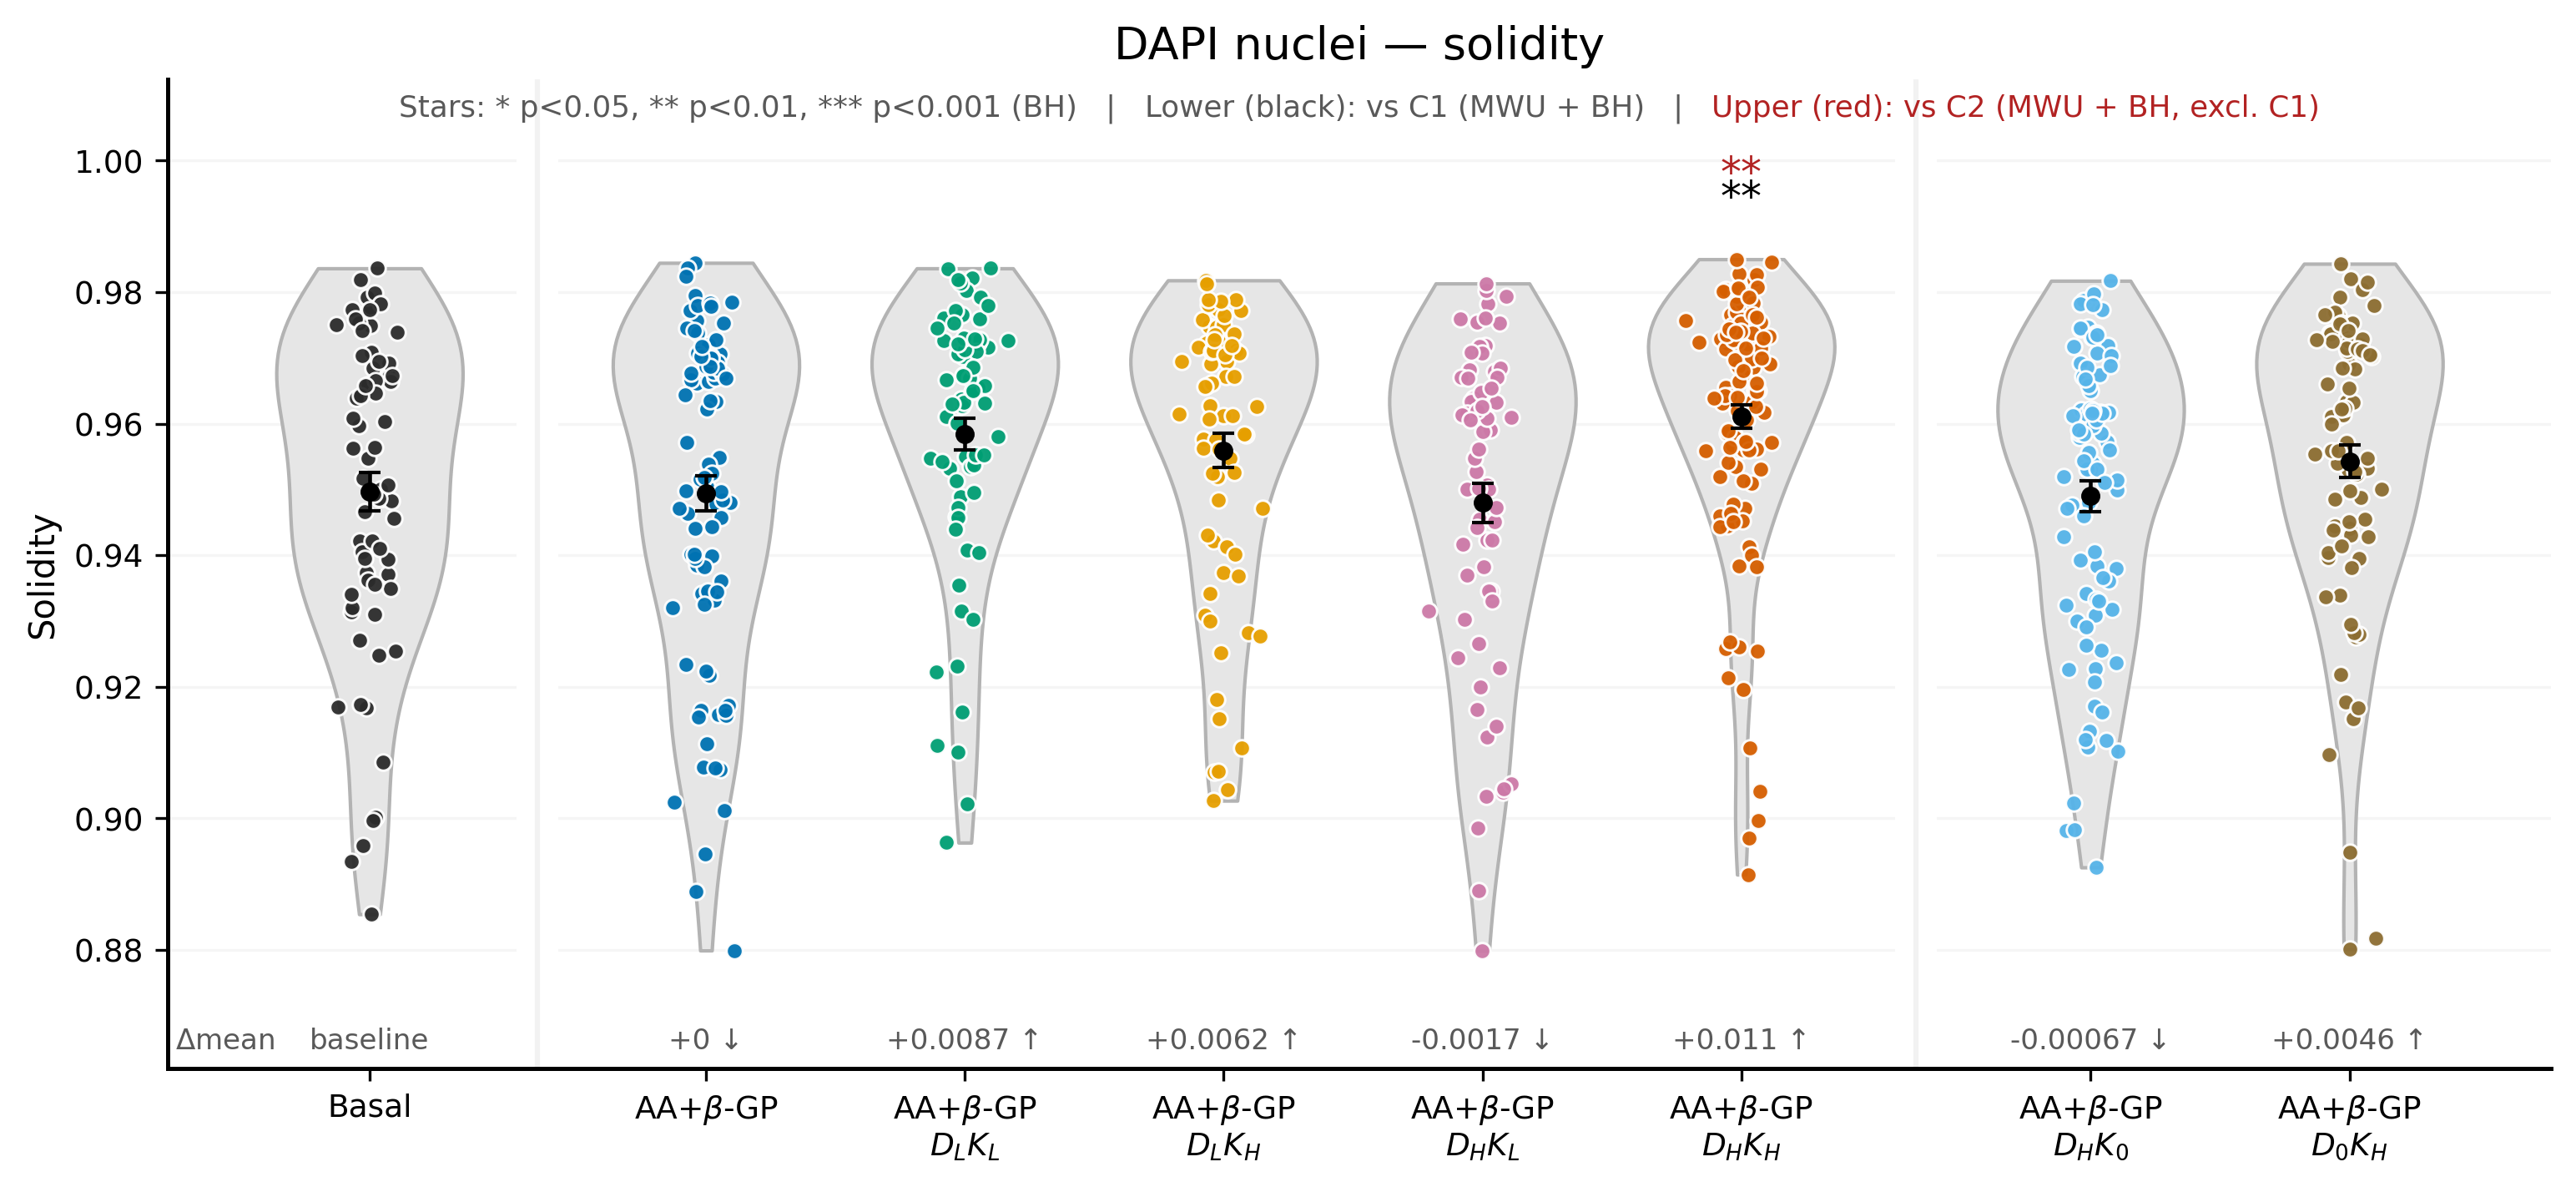 DAPI nuclei — solidity
Stars: * p<0.05, ** p<0.01, *** p<0.001 (BH) | Lower (black): vs C1 (MWU + BH) | Upper (red): vs C2 (MWU + BH, excl. C1)
**
**
1.00
0.98
0.96
0.94
0.92
0.90
0.88
Solidity
Δmean baseline +0 ↓ +0.0087 ↑ +0.0062 ↑ -0.0017 ↓ +0.011 ↑ -0.00067 ↓ +0.0046 ↑
Basal AA+β-GP AA+β-GP AA+β-GP AA+β-GP AA+β-GP AA+β-GP AA+β-GP
D_LK_L D_LK_H D_HK_L D_HK_H D_HK_0 D_0K_H